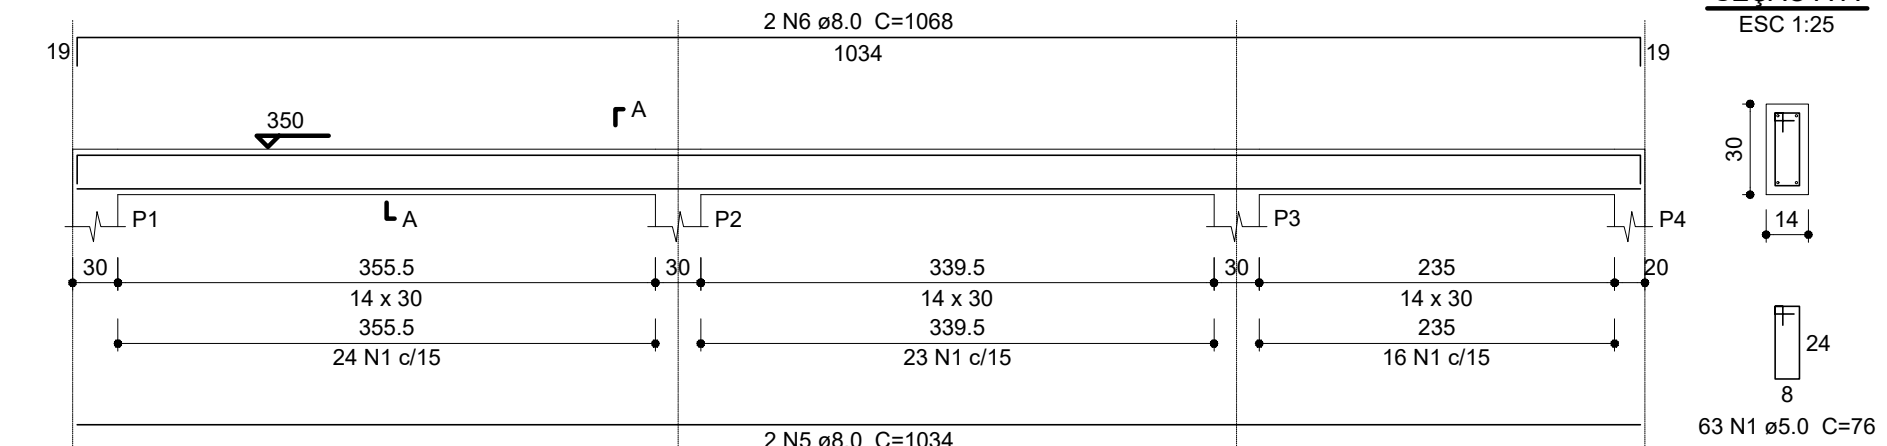 2 N6 ø8.0 C=1068
19 1034 19
ESC 1:25
A
350
30
P1 A P2 P3 P4
14
30 355.5 30 339.5 30 235 20
14 x 30 14 x 30 14 x 30
355.5 339.5 235
24 N1 c/15 23 N1 c/15 16 N1 c/15
24
8
63 N1 ø5.0 C=76
2 N5 ø8.0 C=1034